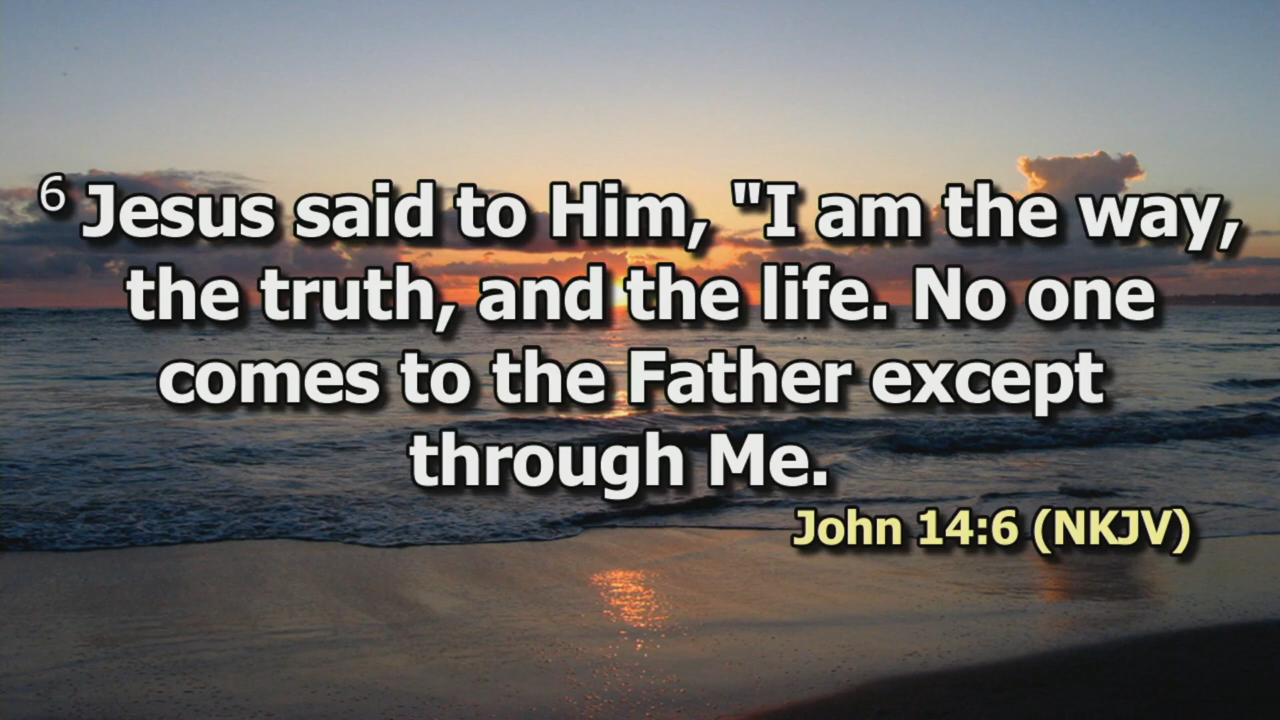 6 Jesus said to Him, "I am the way,
the truth, and the life. No one
comes to the Father except
through Me.
John 14:6 (NKJV)